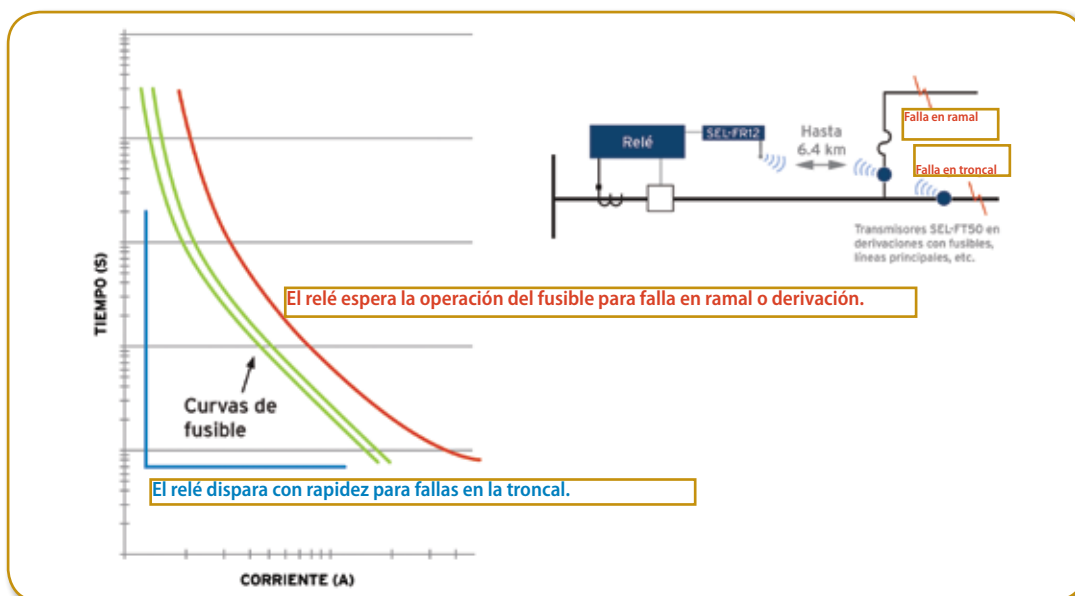 TIEMPO (S)
Curvas de
fusible
El relé espera la operación del fusible para falla en ramal o derivación.
El relé dispara con rapidez para fallas en la troncal.
CORRIENTE (A)
Relé
SEL-FR12
Hasta
6.4 km
Falla en ramal
Falla en troncal
Transmisores SEL-FT50 en
derivaciones con fusibles,
líneas principales, etc.